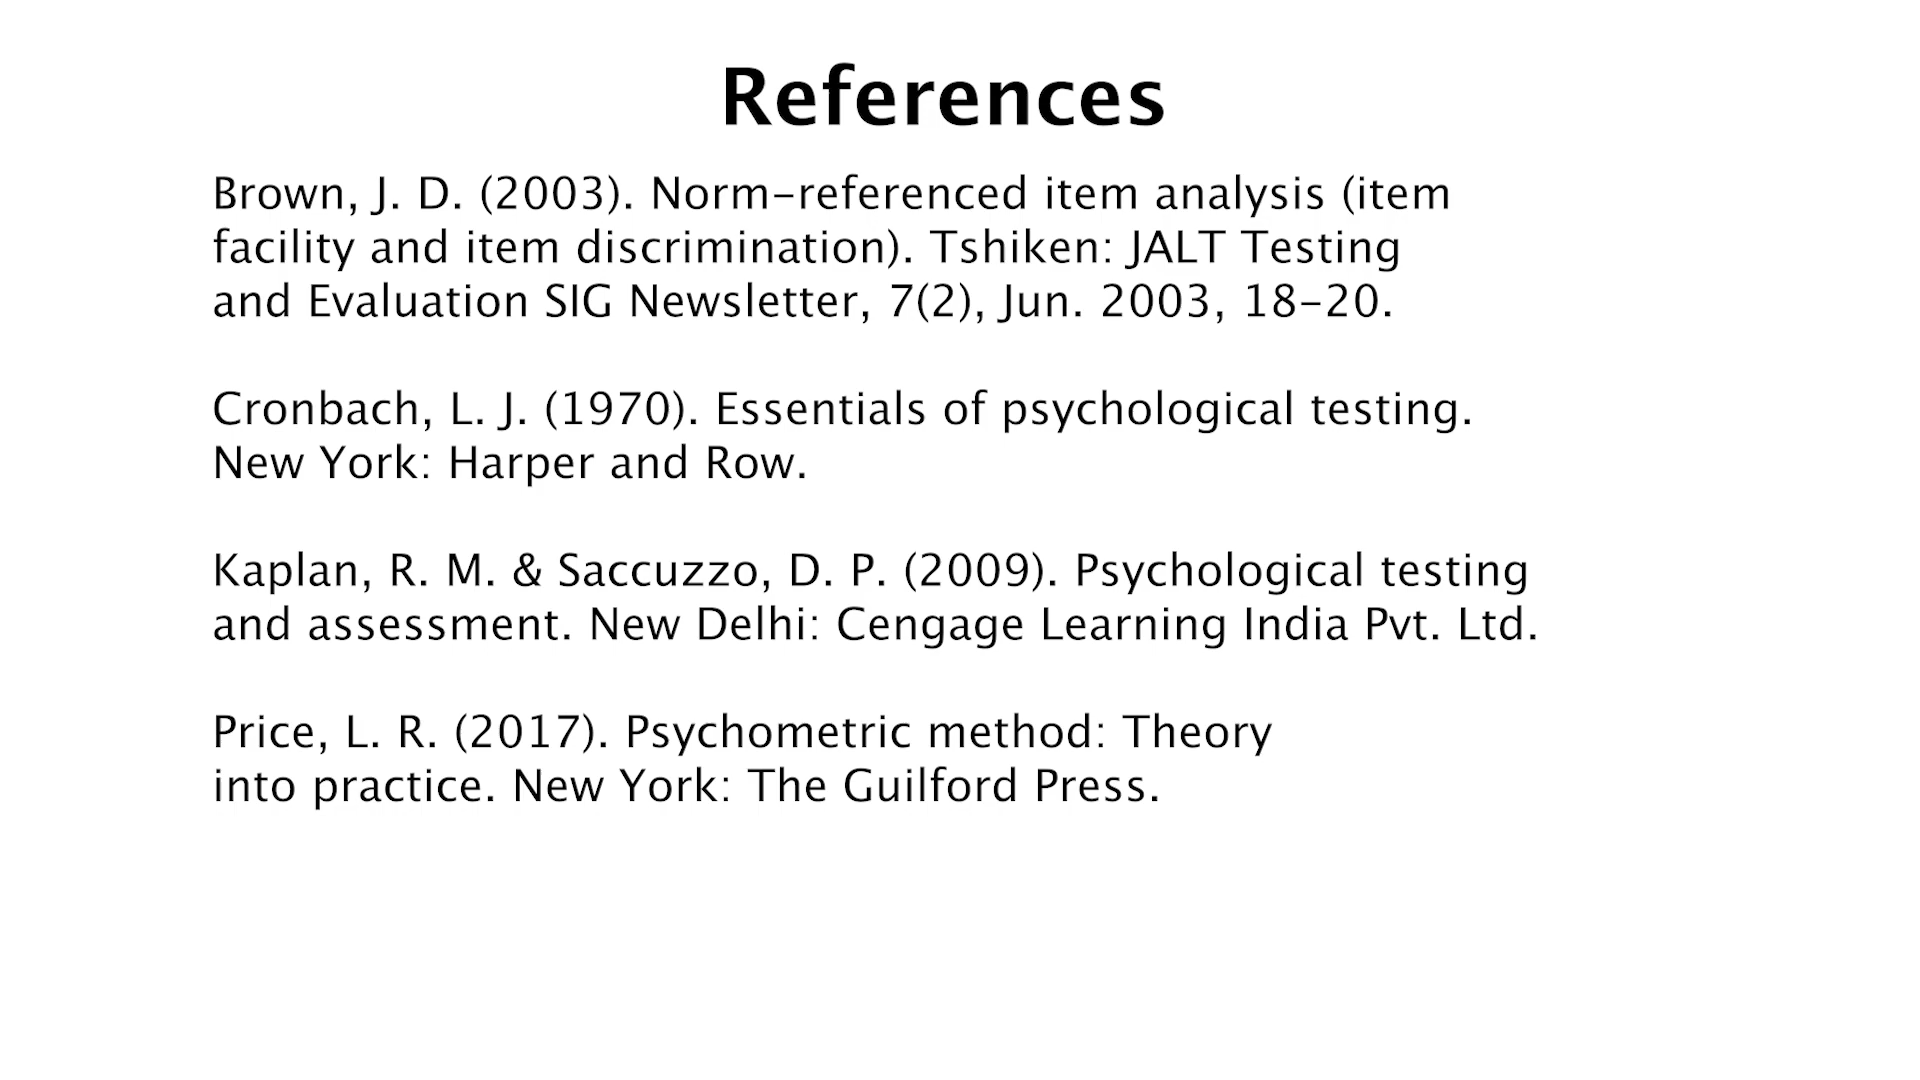 References
Brown, J. D. (2003). Norm-referenced item analysis (item
facility and item discrimination). Tshiken: JALT Testing
and Evaluation SIG Newsletter, 7(2), Jun. 2003, 18-20.
Cronbach, L. J. (1970). Essentials of psychological testing.
New York: Harper and Row.
Kaplan, R. M. & Saccuzzo, D. P. (2009). Psychological testing
and assessment. New Delhi: Cengage Learning India Pvt. Ltd.
Price, L. R. (2017). Psychometric method: Theory
into practice. New York: The Guilford Press.